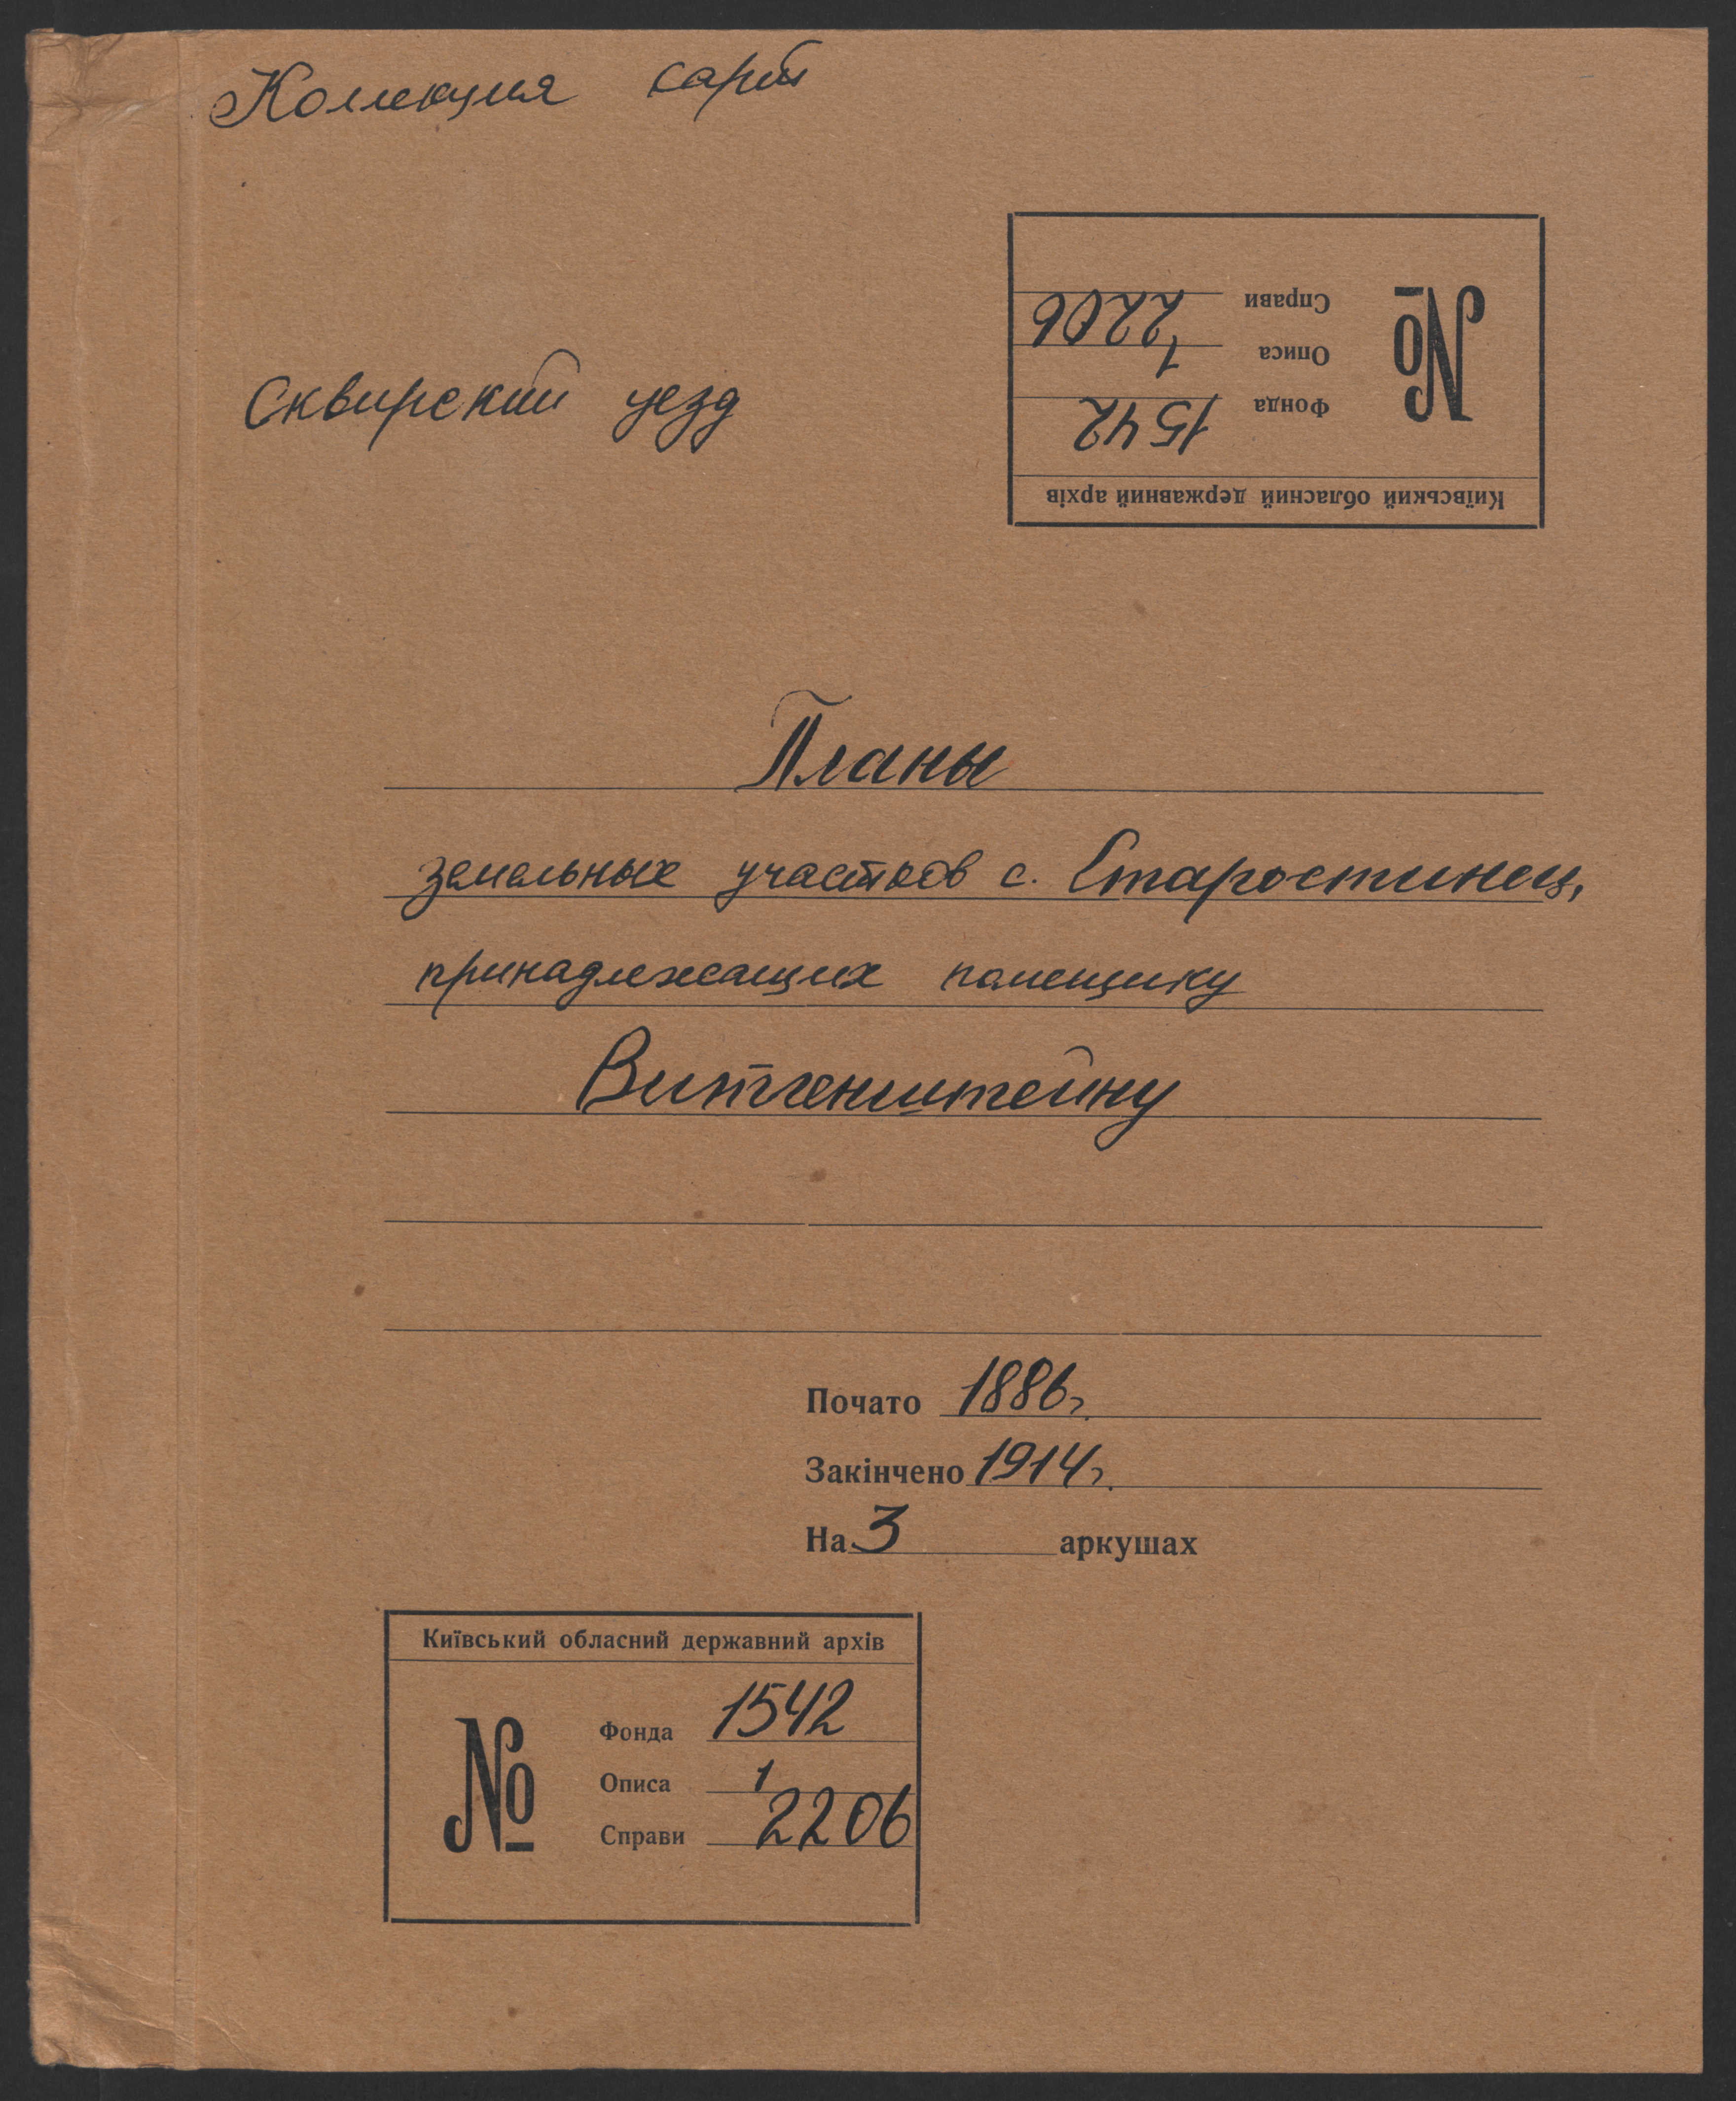 Коллекция карт
Київський обласний державний архів
№
Фонда 1542
Описа 1
Справи 2206
Сквирский уезд
Планы
земельных участков с. Старостинец,
принадлежащих помещику
Витгенштейну
Почато 1886г.
Закінчено 1914г.
На 3 аркушах
Київський обласний державний архів
№
Фонда 1542
Описа 1
Справи 2206